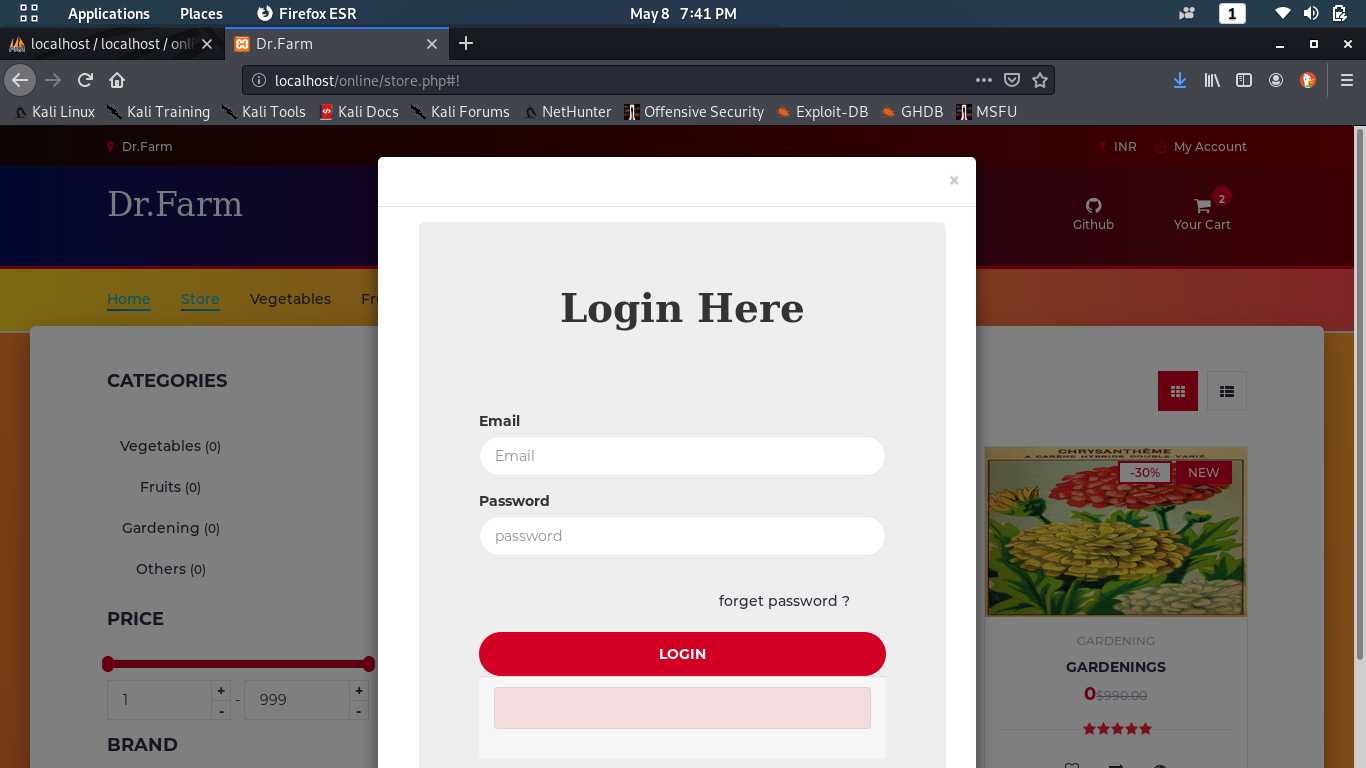 Applications Places Firefox ESR May 8 7:41 PM 1
localhost / localhost / onl Dr.Farm
localhost/online/store.php#!
Kali Linux Kali Training Kali Tools Kali Docs Kali Forums NetHunter Offensive Security Exploit-DB GHDB MSFU
Dr.Farm INR My Account
×
Dr.Farm
Github Your Cart 2
Home Store Vegetables Fr
Login Here
Email
Email
Password
password
forget password ?
LOGIN
CATEGORIES
Vegetables (0)
Fruits (0)
Gardening (0)
Others (0)
PRICE
1 + - - 999 + -
BRAND
CHRYSANTHÈME
A CARÈNE HYBRIDE DOUBLE VARIÉ
-30% NEW
GARDENING
GARDENINGS
0 $990.00